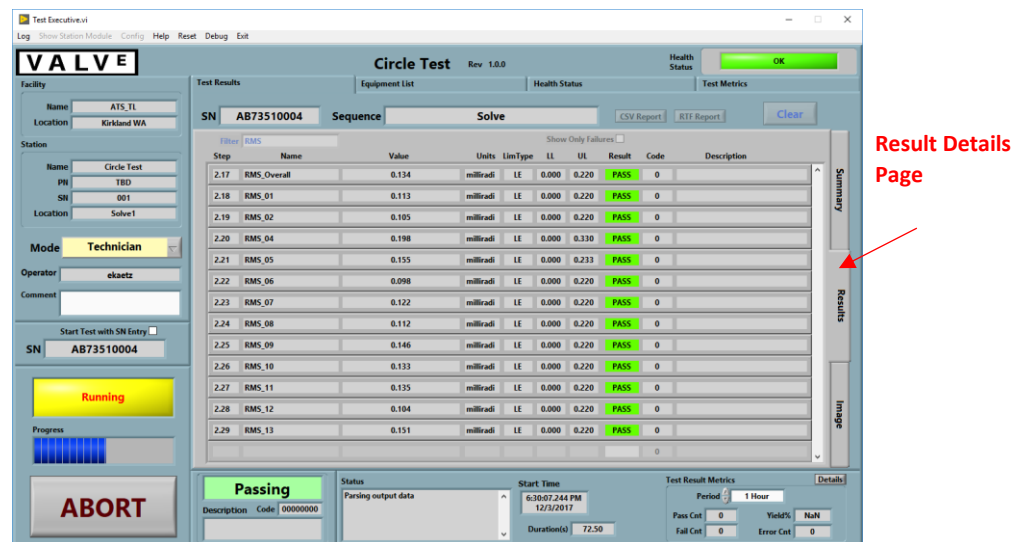 Test Executive.vi
Log Show Station Module Config Help Reset Debug Exit
VALVE
Circle Test Rev 1.0.0
Health Status OK
Facility
Name ATS_TL
Location Kirkland WA
Station
Name Circle Test
PN TBD
SN 001
Location Solve1
Mode Technician
Operator ekaetz
Comment
Start Test with SN Entry
SN AB73510004
Running
Progress
ABORT
Test Results Equipment List Health Status Test Metrics
SN AB73510004 Sequence Solve CSV Report RTF Report Clear
Filter RMS Show Only Failures
Step Name Value Units LimType LL UL Result Code Description
2.17 RMS_Overall 0.134 milliradi LE 0.000 0.220 PASS 0
2.18 RMS_01 0.113 milliradi LE 0.000 0.220 PASS 0
2.19 RMS_02 0.105 milliradi LE 0.000 0.220 PASS 0
2.20 RMS_04 0.198 milliradi LE 0.000 0.330 PASS 0
2.21 RMS_05 0.155 milliradi LE 0.000 0.233 PASS 0
2.22 RMS_06 0.098 milliradi LE 0.000 0.220 PASS 0
2.23 RMS_07 0.122 milliradi LE 0.000 0.220 PASS 0
2.24 RMS_08 0.112 milliradi LE 0.000 0.220 PASS 0
2.25 RMS_09 0.146 milliradi LE 0.000 0.220 PASS 0
2.26 RMS_10 0.133 milliradi LE 0.000 0.220 PASS 0
2.27 RMS_11 0.135 milliradi LE 0.000 0.220 PASS 0
2.28 RMS_12 0.104 milliradi LE 0.000 0.220 PASS 0
2.29 RMS_13 0.151 milliradi LE 0.000 0.220 PASS 0
0
Summary
Results
Image
Passing
Description Code 00000000
Status
Parsing output data
Start Time
6:30:07.244 PM
12/3/2017
Duration(s) 72.50
Test Result Metrics Details
Period 1 Hour
Pass Cnt 0 Yield% NaN
Fail Cnt 0 Error Cnt 0
Result Details
Page